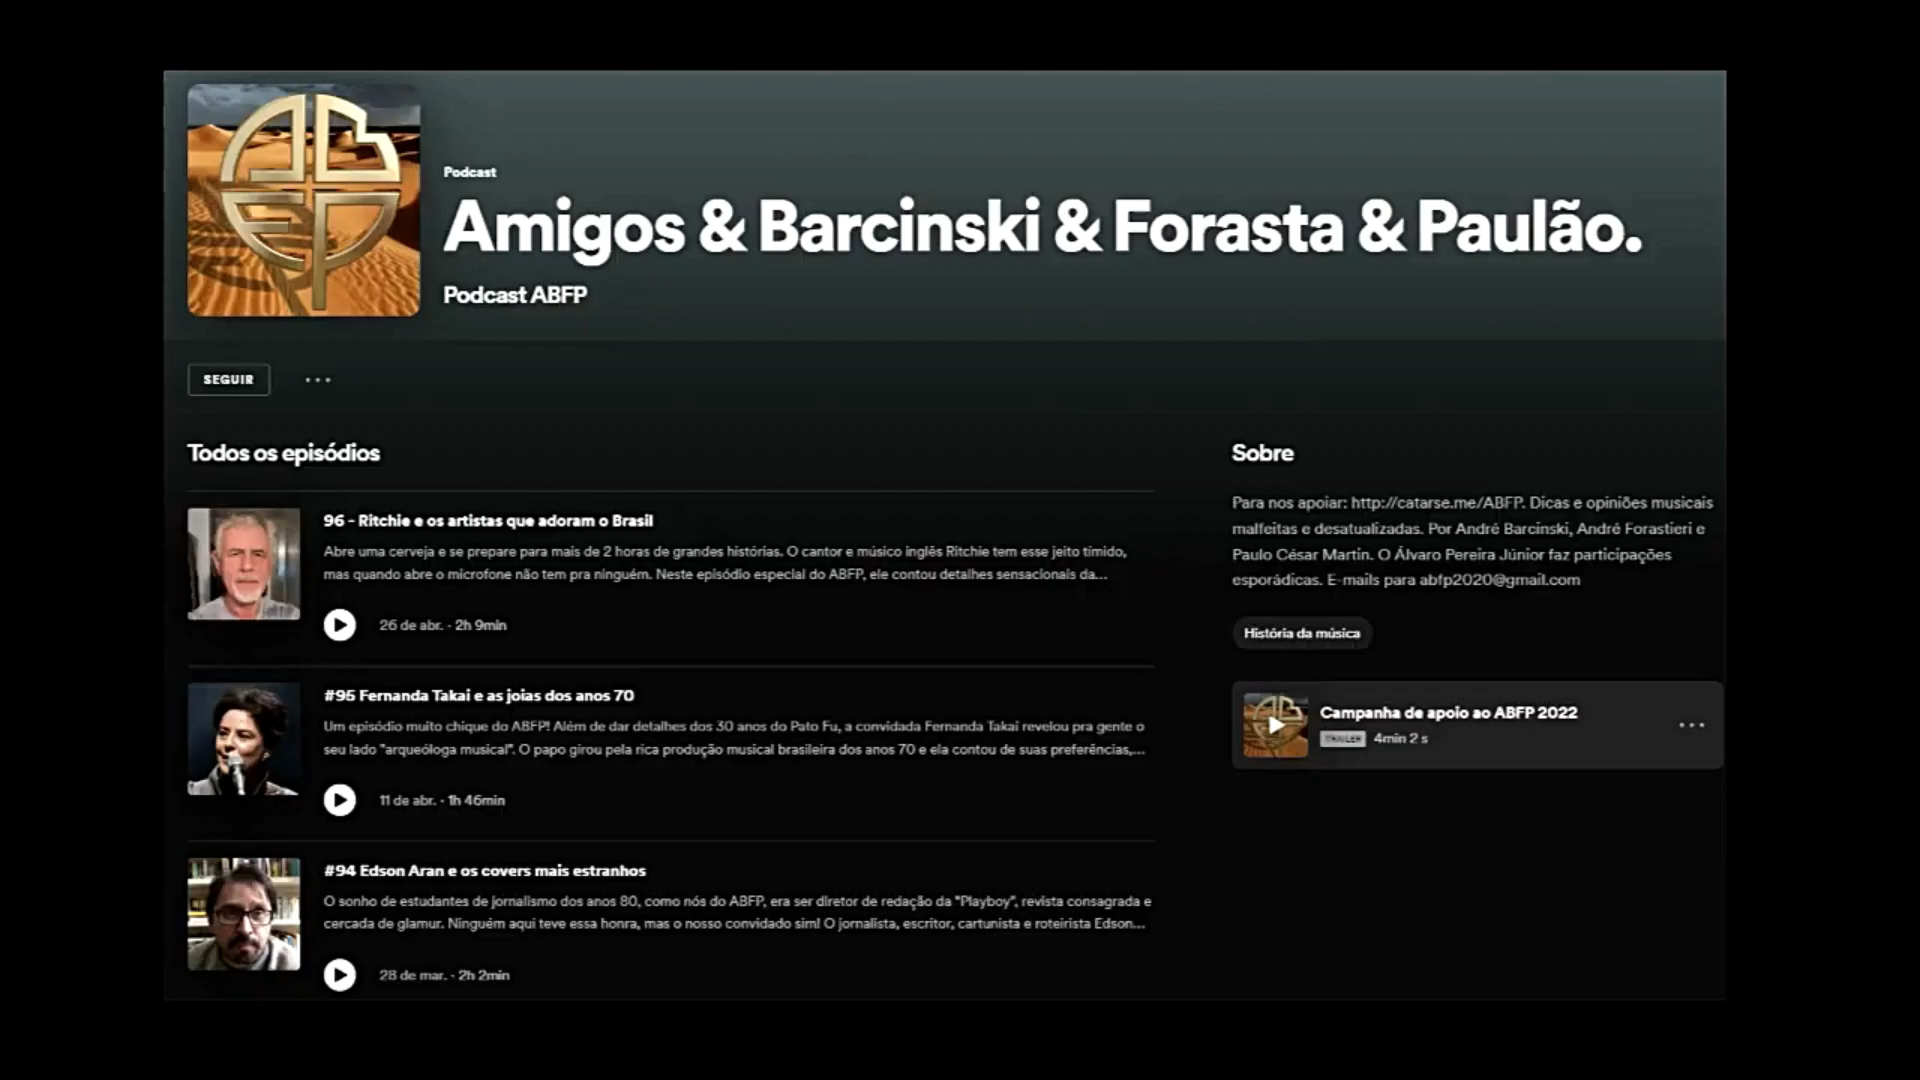 Podcast
Amigos & Barcinski & Forasta & Paulão.
Podcast ABFP
SEGUIR
Todos os episódios
96 - Ritchie e os artistas que adoram o Brasil
Abre uma cerveja e se prepare para mais de 2 horas de grandes histórias. O cantor e músico inglês Ritchie tem esse jeito tímido,
mas quando abre o microfone não tem pra ninguém. Neste episódio especial do ABFP, ele contou detalhes sensacionais da...
26 de abr. · 2h 9min
#95 Fernanda Takai e as joias dos anos 70
Um episódio muito chique do ABFP! Além de dar detalhes dos 30 anos do Pato Fu, a convidada Fernanda Takai revelou pra gente o
seu lado "arqueóloga musical". O papo girou pela rica produção musical brasileira dos anos 70 e ela contou de suas preferências,...
11 de abr. · 1h 46min
#94 Edson Aran e os covers mais estranhos
O sonho de estudantes de jornalismo dos anos 80, como nós do ABFP, era ser diretor de redação da "Playboy", revista consagrada e
cercada de glamur. Ninguém aqui teve essa honra, mas o nosso convidado sim! O jornalista, escritor, cartunista e roteirista Edson...
28 de mar. · 2h 2min
Sobre
Para nos apoiar: http://catarse.me/ABFP. Dicas e opiniões musicais
malfeitas e desatualizadas. Por André Barcinski, André Forastieri e
Paulo César Martin. O Álvaro Pereira Júnior faz participações
esporádicas. E-mails para abfp2020@gmail.com
História da música
Campanha de apoio ao ABFP 2022
TRAILER 4min 2 s